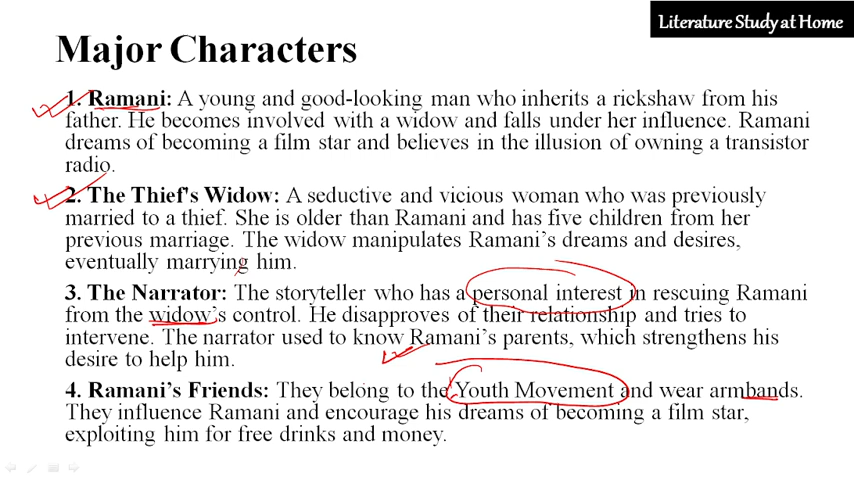 Literature Study at Home
Major Characters
1. Ramani: A young and good-looking man who inherits a rickshaw from his
father. He becomes involved with a widow and falls under her influence. Ramani
dreams of becoming a film star and believes in the illusion of owning a transistor
radio.
2. The Thief's Widow: A seductive and vicious woman who was previously
married to a thief. She is older than Ramani and has five children from her
previous marriage. The widow manipulates Ramani’s dreams and desires,
eventually marrying him.
3. The Narrator: The storyteller who has a personal interest in rescuing Ramani
from the widow’s control. He disapproves of their relationship and tries to
intervene. The narrator used to know Ramani’s parents, which strengthens his
desire to help him.
4. Ramani’s Friends: They belong to the Youth Movement and wear armbands.
They influence Ramani and encourage his dreams of becoming a film star,
exploiting him for free drinks and money.